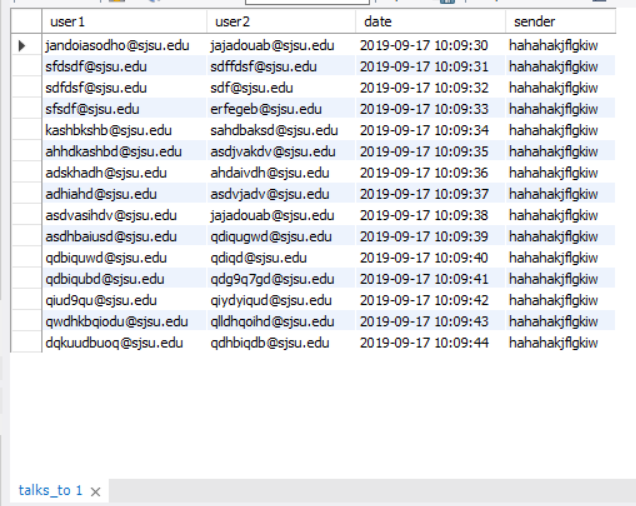 user1 user2 date sender
jandoiasodho@sjsu.edu jajadouab@sjsu.edu 2019-09-17 10:09:30 hahahakjflgkiw
sfdsdf@sjsu.edu sdffdsf@sjsu.edu 2019-09-17 10:09:31 hahahakjflgkiw
sdfdsf@sjsu.edu sdf@sjsu.edu 2019-09-17 10:09:32 hahahakjflgkiw
sfsdf@sjsu.edu erfegeb@sjsu.edu 2019-09-17 10:09:33 hahahakjflgkiw
kashbkshb@sjsu.edu sahdbaksd@sjsu.edu 2019-09-17 10:09:34 hahahakjflgkiw
ahhdkashbd@sjsu.edu asdjvakdv@sjsu.edu 2019-09-17 10:09:35 hahahakjflgkiw
adskhadh@sjsu.edu ahdaivdh@sjsu.edu 2019-09-17 10:09:36 hahahakjflgkiw
adhiahd@sjsu.edu asdvjadv@sjsu.edu 2019-09-17 10:09:37 hahahakjflgkiw
asdvasihdv@sjsu.edu jajadouab@sjsu.edu 2019-09-17 10:09:38 hahahakjflgkiw
asdhbaiusd@sjsu.edu qdiqugwd@sjsu.edu 2019-09-17 10:09:39 hahahakjflgkiw
qdbiquwd@sjsu.edu qdiqd@sjsu.edu 2019-09-17 10:09:40 hahahakjflgkiw
qdbiqubd@sjsu.edu qdg9q7gd@sjsu.edu 2019-09-17 10:09:41 hahahakjflgkiw
qiud9qu@sjsu.edu qiydyiqud@sjsu.edu 2019-09-17 10:09:42 hahahakjflgkiw
qwdhkbqiodu@sjsu.edu qlldhqoihd@sjsu.edu 2019-09-17 10:09:43 hahahakjflgkiw
dqkuudbuoq@sjsu.edu qdhbiqdb@sjsu.edu 2019-09-17 10:09:44 hahahakjflgkiw
talks_to 1